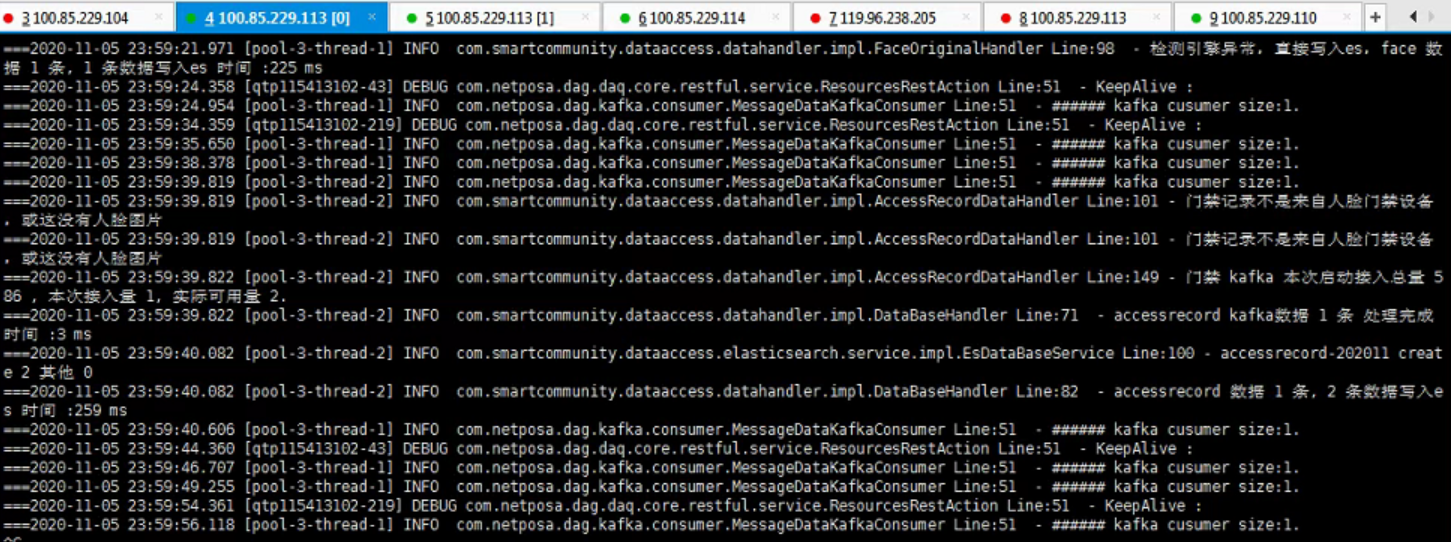 3 100.85.229.104 × 4 100.85.229.113 [0] × 5 100.85.229.113 [1] × 6 100.85.229.114 × 7 119.96.238.205 × 8 100.85.229.113 × 9 100.85.229.110 × +
===2020-11-05 23:59:21.971 [pool-3-thread-1] INFO  com.smartcommunity.dataaccess.datahandler.impl.FaceOriginalHandler Line:98  - 检测引擎异常, 直接写入es, face 数
据 1 条, 1 条数据写入es 时间 :225 ms
===2020-11-05 23:59:24.358 [qtp115413102-43] DEBUG com.netposa.dag.daq.core.restful.service.ResourcesRestAction Line:51  - KeepAlive :
===2020-11-05 23:59:24.954 [pool-3-thread-1] INFO  com.netposa.dag.kafka.consumer.MessageDataKafkaConsumer Line:51  - ###### kafka cusumer size:1.
===2020-11-05 23:59:34.359 [qtp115413102-219] DEBUG com.netposa.dag.daq.core.restful.service.ResourcesRestAction Line:51  - KeepAlive :
===2020-11-05 23:59:35.650 [pool-3-thread-1] INFO  com.netposa.dag.kafka.consumer.MessageDataKafkaConsumer Line:51  - ###### kafka cusumer size:1.
===2020-11-05 23:59:38.378 [pool-3-thread-1] INFO  com.netposa.dag.kafka.consumer.MessageDataKafkaConsumer Line:51  - ###### kafka cusumer size:1.
===2020-11-05 23:59:39.819 [pool-3-thread-2] INFO  com.netposa.dag.kafka.consumer.MessageDataKafkaConsumer Line:51  - ###### kafka cusumer size:1.
===2020-11-05 23:59:39.819 [pool-3-thread-2] INFO  com.smartcommunity.dataaccess.datahandler.impl.AccessRecordDataHandler Line:101 - 门禁记录不是来自人脸门禁设备
, 或这没有人脸图片
===2020-11-05 23:59:39.819 [pool-3-thread-2] INFO  com.smartcommunity.dataaccess.datahandler.impl.AccessRecordDataHandler Line:101 - 门禁记录不是来自人脸门禁设备
, 或这没有人脸图片
===2020-11-05 23:59:39.822 [pool-3-thread-2] INFO  com.smartcommunity.dataaccess.datahandler.impl.AccessRecordDataHandler Line:149 - 门禁 kafka 本次启动接入总量 5
86 , 本次接入量 1, 实际可用量 2.
===2020-11-05 23:59:39.822 [pool-3-thread-2] INFO  com.smartcommunity.dataaccess.datahandler.impl.DataBaseHandler Line:71  - accessrecord kafka数据 1 条 处理完成
时间 :3 ms
===2020-11-05 23:59:40.082 [pool-3-thread-2] INFO  com.smartcommunity.dataaccess.elasticsearch.service.impl.EsDataBaseService Line:100 - accessrecord-202011 creat
e 2 其他 0
===2020-11-05 23:59:40.082 [pool-3-thread-2] INFO  com.smartcommunity.dataaccess.datahandler.impl.DataBaseHandler Line:82  - accessrecord 数据 1 条, 2 条数据写入e
s 时间 :259 ms
===2020-11-05 23:59:40.606 [pool-3-thread-1] INFO  com.netposa.dag.kafka.consumer.MessageDataKafkaConsumer Line:51  - ###### kafka cusumer size:1.
===2020-11-05 23:59:44.360 [qtp115413102-43] DEBUG com.netposa.dag.daq.core.restful.service.ResourcesRestAction Line:51  - KeepAlive :
===2020-11-05 23:59:46.707 [pool-3-thread-1] INFO  com.netposa.dag.kafka.consumer.MessageDataKafkaConsumer Line:51  - ###### kafka cusumer size:1.
===2020-11-05 23:59:49.255 [pool-3-thread-1] INFO  com.netposa.dag.kafka.consumer.MessageDataKafkaConsumer Line:51  - ###### kafka cusumer size:1.
===2020-11-05 23:59:54.361 [qtp115413102-219] DEBUG com.netposa.dag.daq.core.restful.service.ResourcesRestAction Line:51  - KeepAlive :
===2020-11-05 23:59:56.118 [pool-3-thread-1] INFO  com.netposa.dag.kafka.consumer.MessageDataKafkaConsumer Line:51  - ###### kafka cusumer size:1.